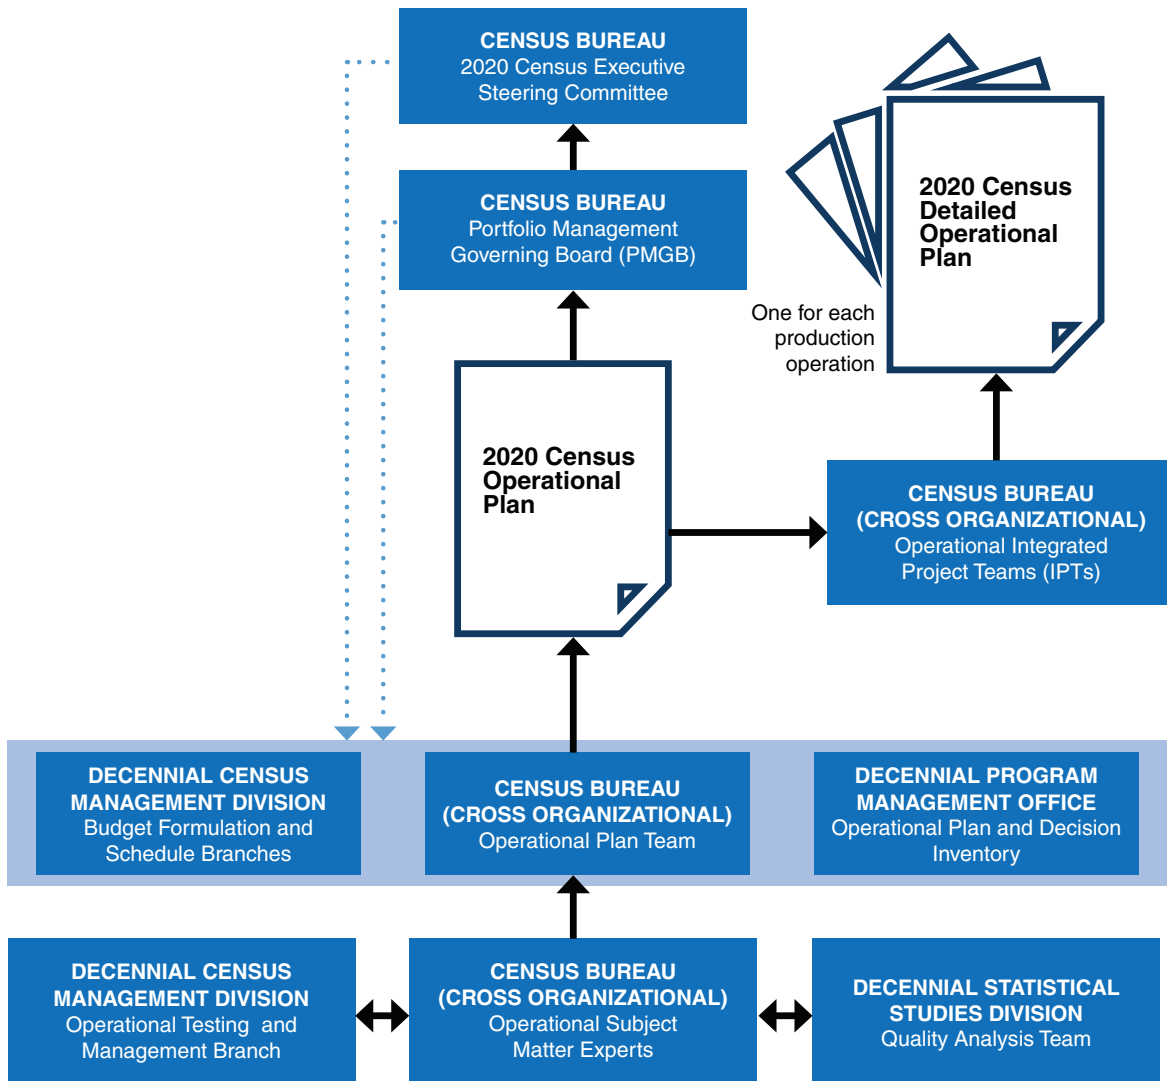 CENSUS BUREAU
2020 Census Executive
Steering Committee
CENSUS BUREAU
Portfolio Management
Governing Board (PMGB)
2020 Census
Detailed
Operational
Plan
One for each
production
operation
2020 Census
Operational
Plan
CENSUS BUREAU
(CROSS ORGANIZATIONAL)
Operational Integrated
Project Teams (IPTs)
DECENNIAL CENSUS
MANAGEMENT DIVISION
Budget Formulation and
Schedule Branches
CENSUS BUREAU
(CROSS ORGANIZATIONAL)
Operational Plan Team
DECENNIAL PROGRAM
MANAGEMENT OFFICE
Operational Plan and Decision
Inventory
DECENNIAL CENSUS
MANAGEMENT DIVISION
Operational Testing and
Management Branch
CENSUS BUREAU
(CROSS ORGANIZATIONAL)
Operational Subject
Matter Experts
DECENNIAL STATISTICAL
STUDIES DIVISION
Quality Analysis Team